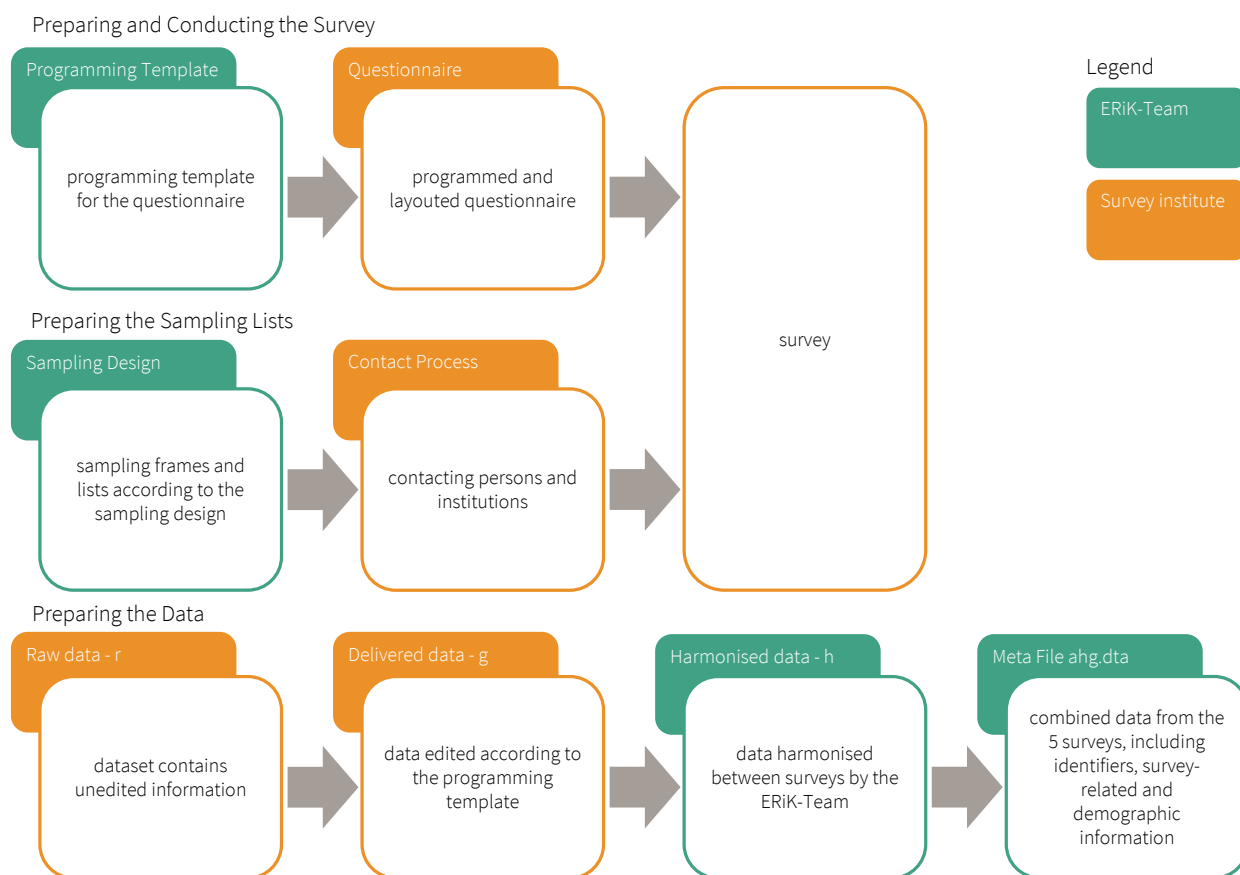 Preparing and Conducting the Survey
Programming Template
programming template
for the questionnaire
Questionnaire
programmed and
layouted questionnaire
survey
Legend
ERiK-Team
Survey institute
Preparing the Sampling Lists
Sampling Design
sampling frames and
lists according to the
sampling design
Contact Process
contacting persons and
institutions
Preparing the Data
Raw data - r
dataset contains
unedited information
Delivered data - g
data edited according to
the programming
template
Harmonised data - h
data harmonised
between surveys by the
ERiK-Team
Meta File ahg.dta
combined data from the
5 surveys, including
identifiers, survey-
related and
demographic
information